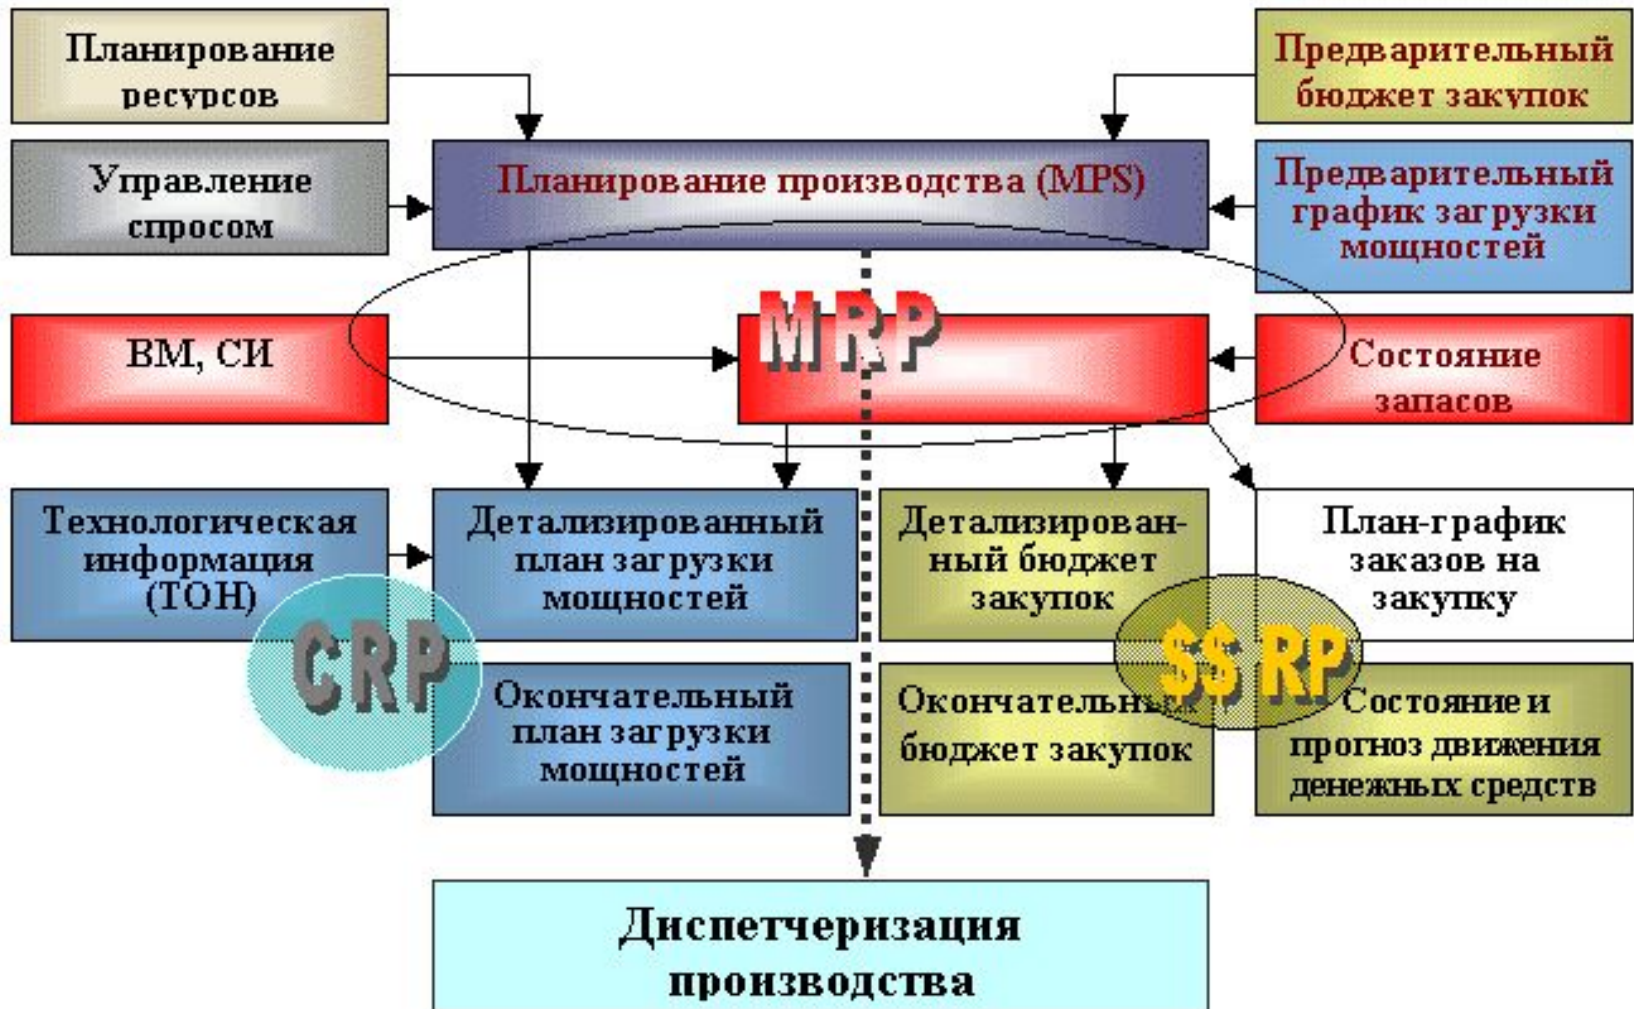 Планирование
ресурсов
Предварительный
бюджет закупок
Управление
спросом
Планирование производства (MPS)
Предварительный
график загрузки
мощностей
ВМ, СИ
MRP
Состояние
запасов
Технологическая
информация
(ТОН)
Детализированный
план загрузки
мощностей
Детализирован-
ный бюджет
закупок
План-график
заказов на
закупку
CRP
$$ RP
Окончательный
план загрузки
мощностей
Окончательных
бюджет закупок
Состояние и
прогноз движения
денежных средств
Диспетчеризация
производства